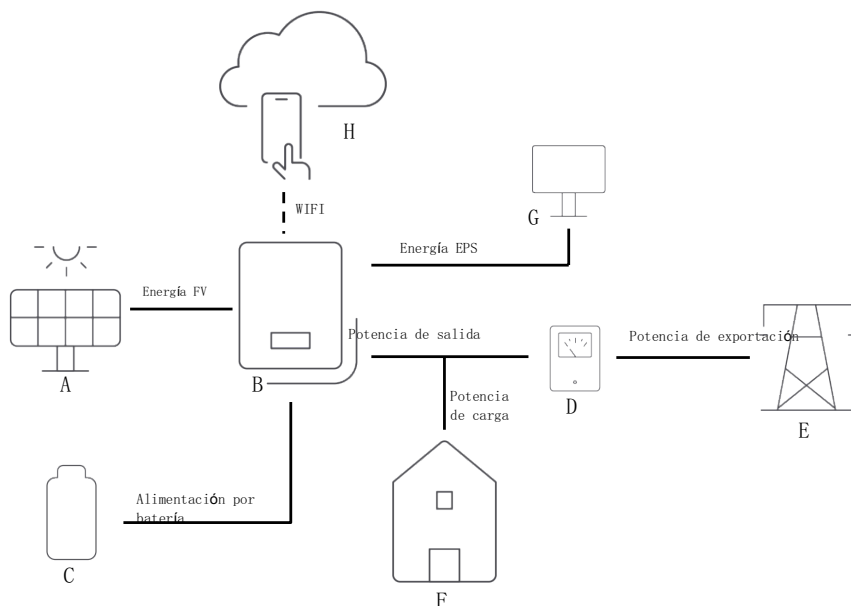 H
WIFI
G
Energía EPS
Energía FV
Potencia de salida
Potencia de exportación
A
B
Potencia
de carga
D
E
Alimentación por
batería
C
F